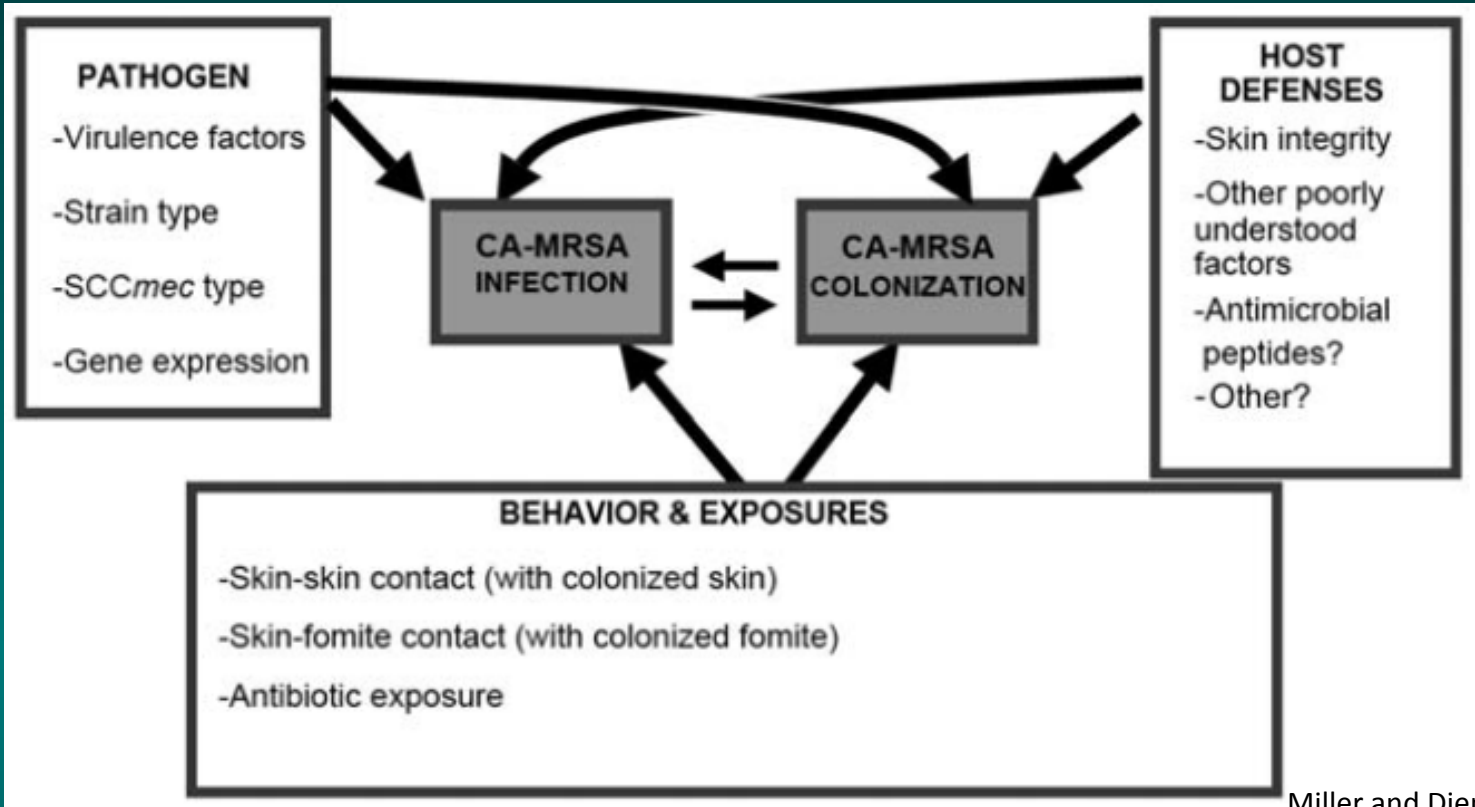 PATHOGEN
-Virulence factors
-Strain type
-SCCmec type
-Gene expression
HOST
DEFENSES
-Skin integrity
-Other poorly
understood
factors
-Antimicrobial
peptides?
-Other?
CA-MRSA
INFECTION
CA-MRSA
COLONIZATION
BEHAVIOR & EXPOSURES
-Skin-skin contact (with colonized skin)
-Skin-fomite contact (with colonized fomite)
-Antibiotic exposure
Miller and